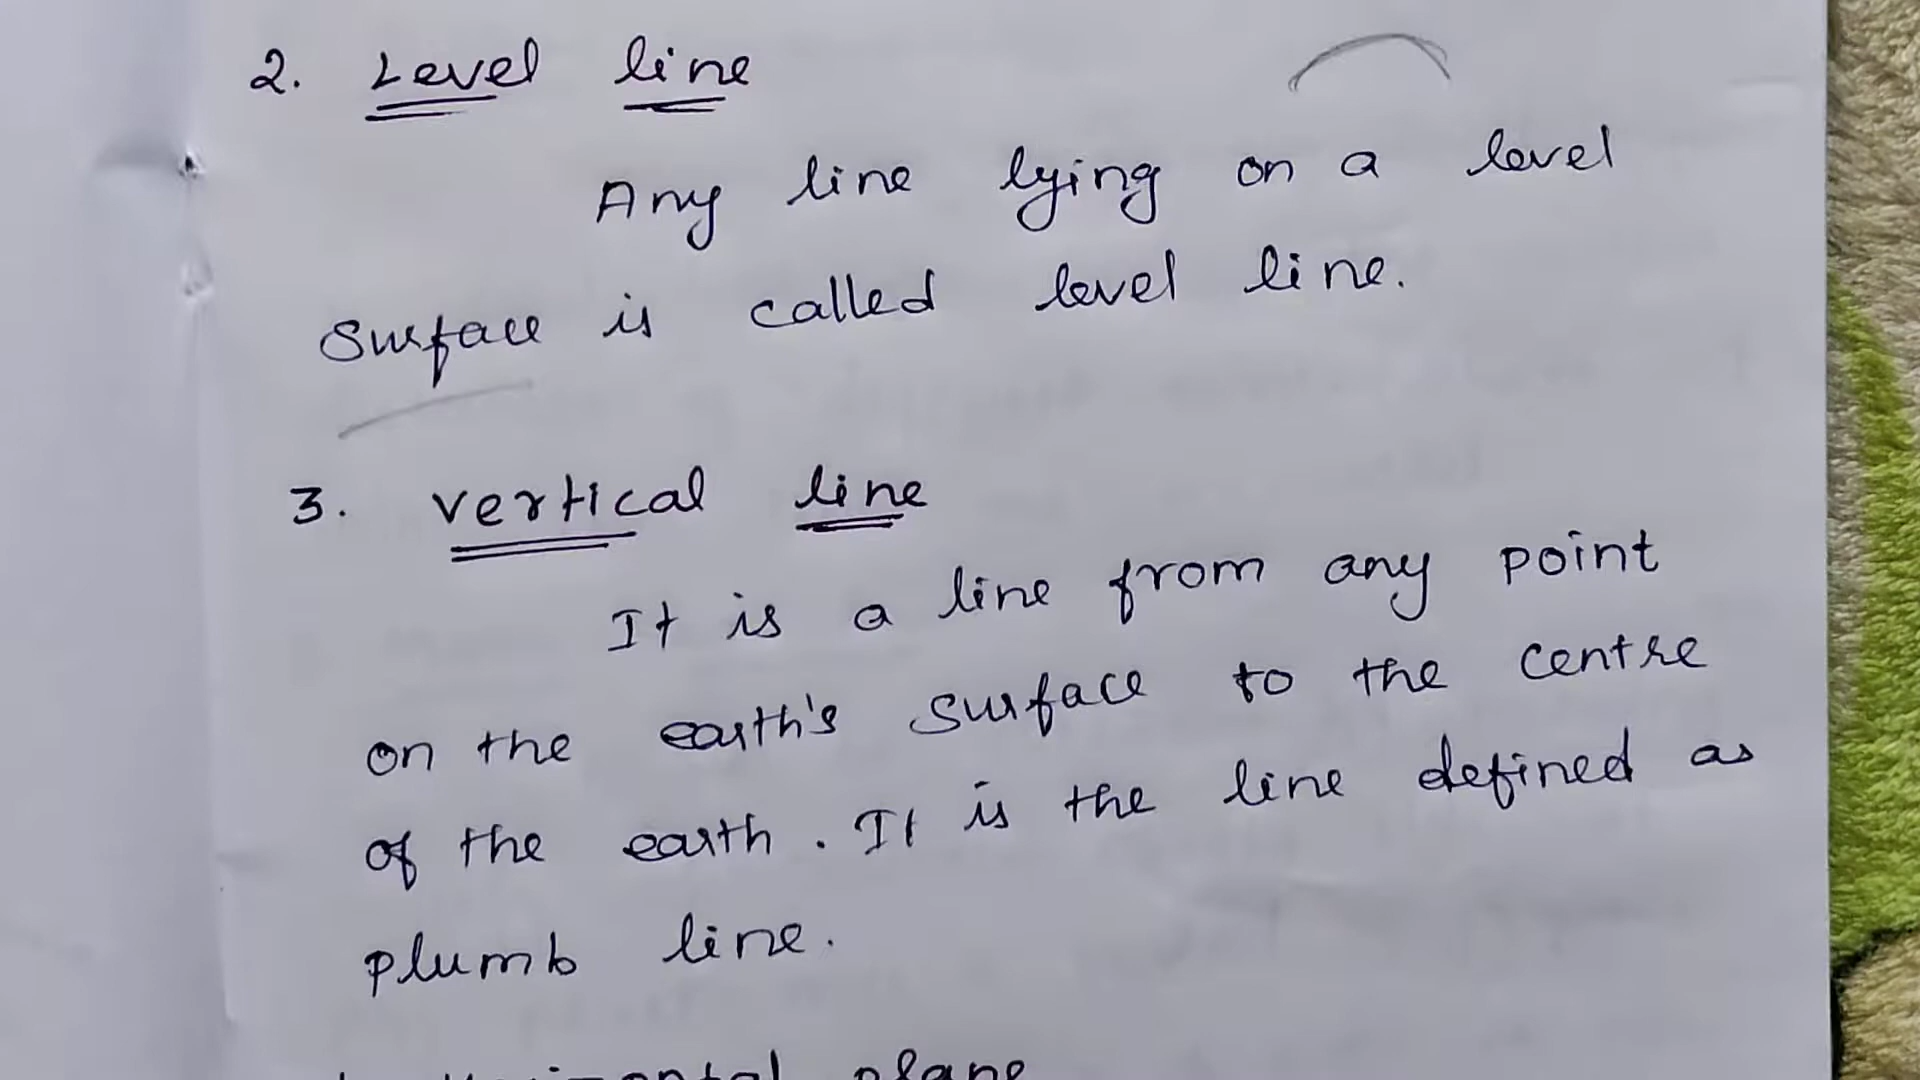 2. Level line
Any line lying on a level
Surface is called level line.
3. vertical line
It is a line from any point
on the earth's surface to the centre
of the earth. It is the line defined as
plumb line.
Horizontal plane